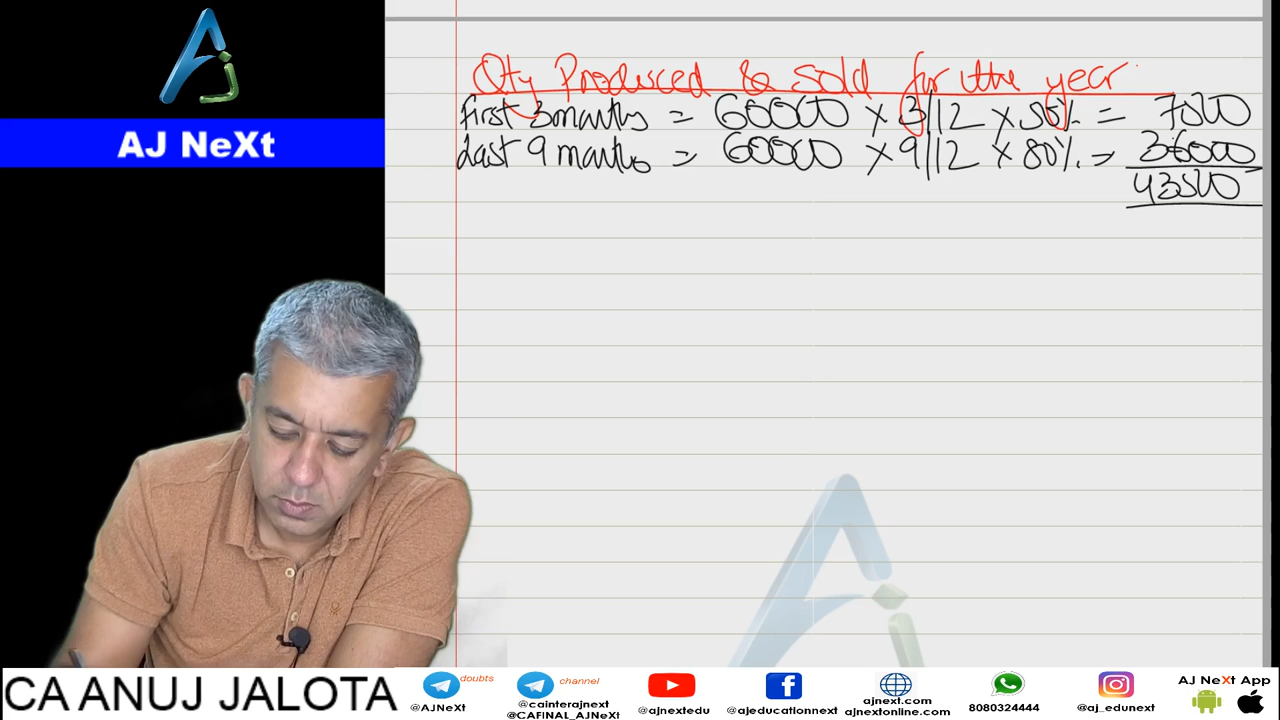 AJ NeXt
Qty Produced & Sold for the year
First 3 months = 60000 × 3/12 × 50% = 7500
Last 9 months = 60000 × 9/12 × 80% = 36000
43500
CA ANUJ JALOTA
doubts
@AJNeXt
channel
@cainterajnext
@CAFINAL_AJNeXt
@ajnextedu
@ajeducationnext
ajnext.com
ajnextonline.com
8080324444
@aj_edunext
AJ NeXt App